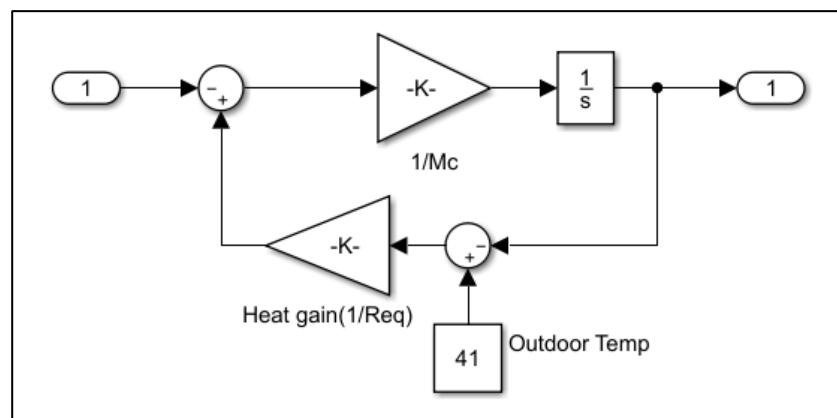 1
-
+
-K-
1
s
1
1/Mc
-K-
-
+
Heat gain(1/Req)
41
Outdoor Temp